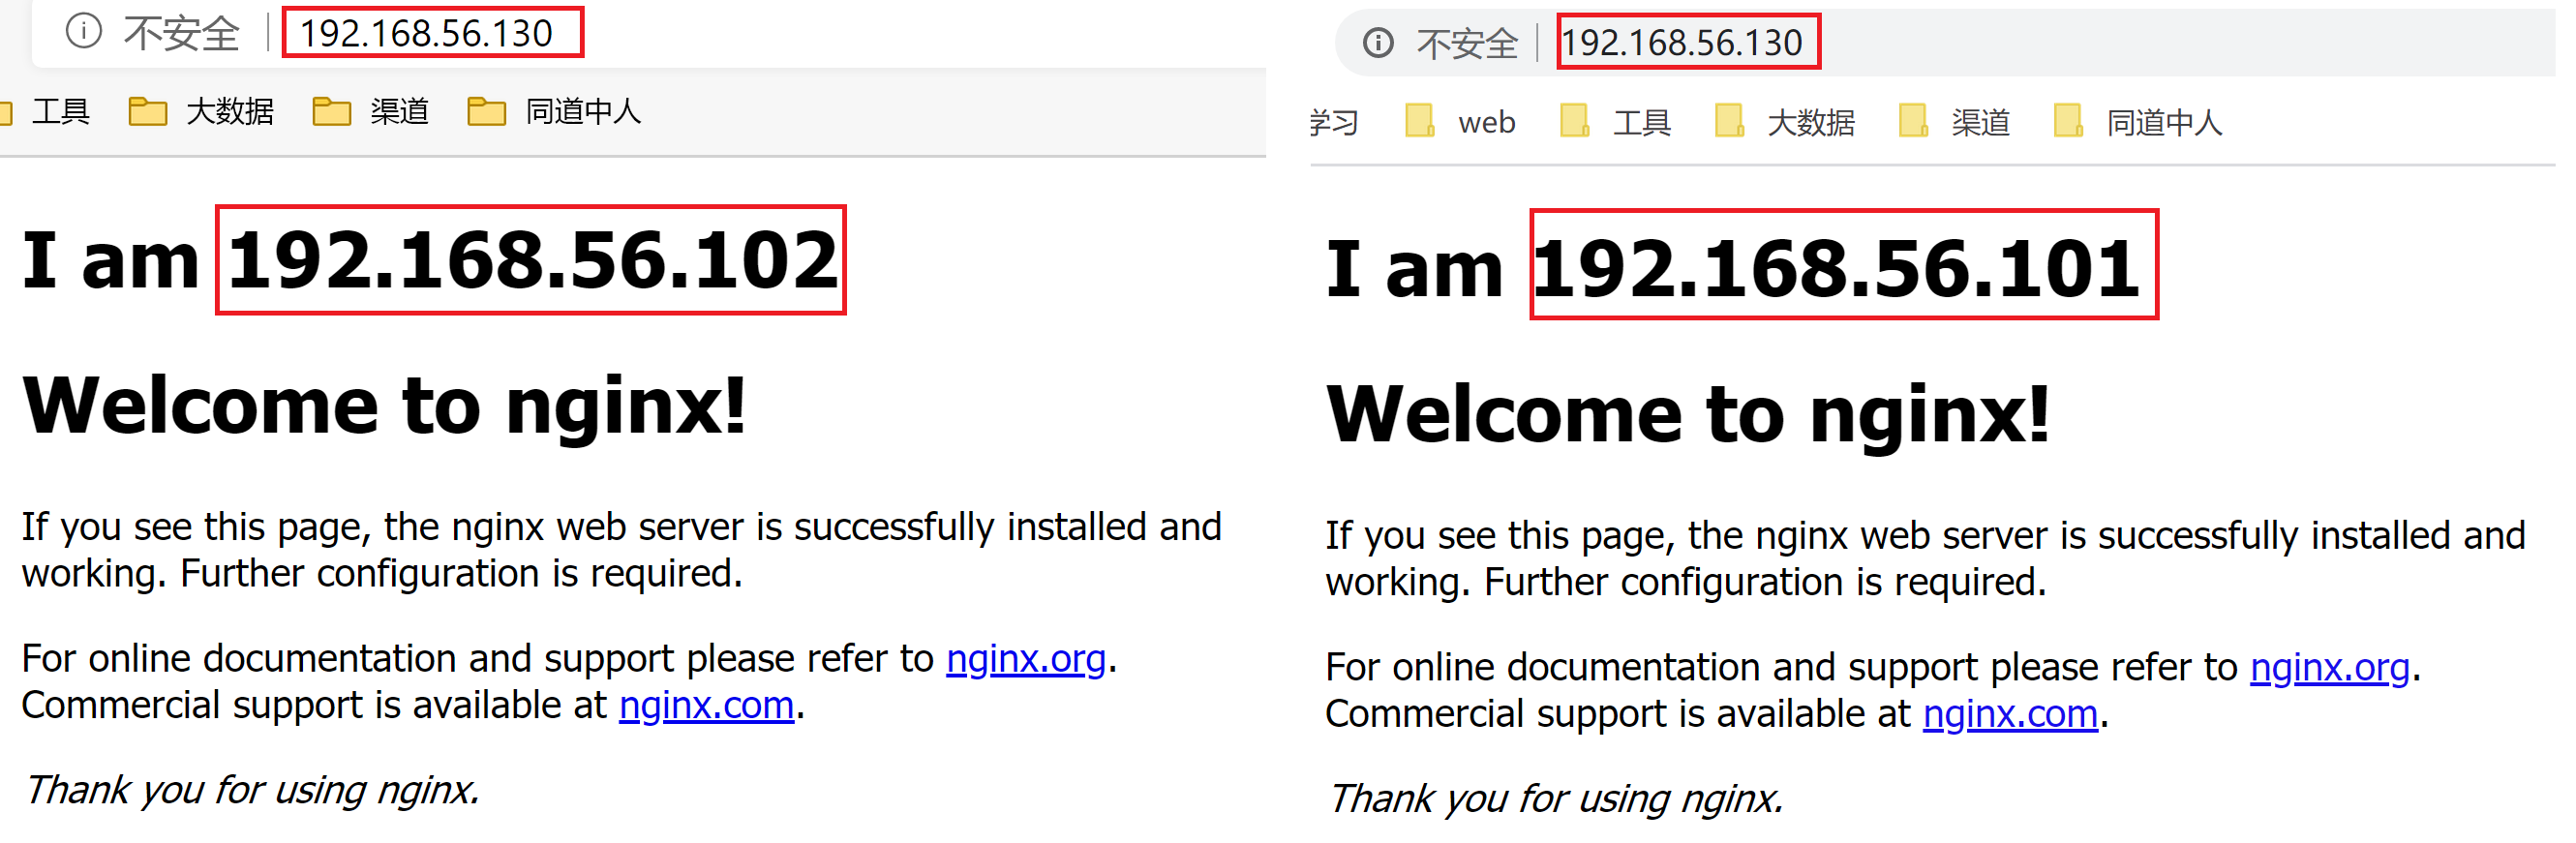 不安全 192.168.56.130
工具 大数据 渠道 同道中人
I am 192.168.56.102
Welcome to nginx!
If you see this page, the nginx web server is successfully installed and
working. Further configuration is required.
For online documentation and support please refer to nginx.org.
Commercial support is available at nginx.com.
Thank you for using nginx.
不安全 192.168.56.130
学习 web 工具 大数据 渠道 同道中人
I am 192.168.56.101
Welcome to nginx!
If you see this page, the nginx web server is successfully installed and
working. Further configuration is required.
For online documentation and support please refer to nginx.org.
Commercial support is available at nginx.com.
Thank you for using nginx.